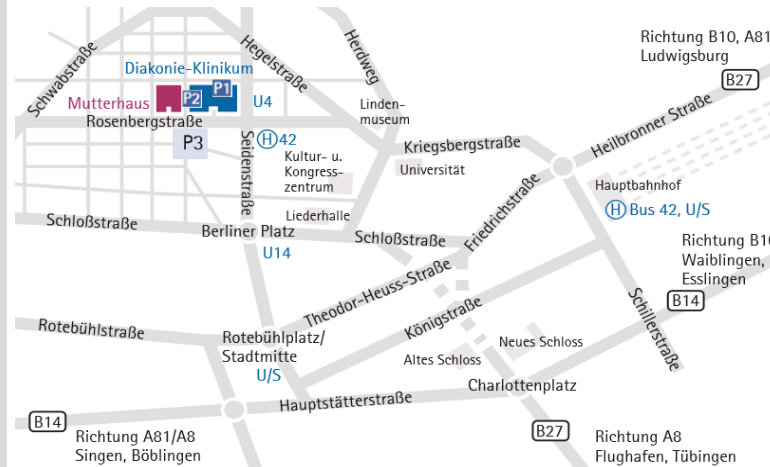 Schwabstraße
Hegelstraße
Herdweg
Richtung B10, A81
Ludwigsburg
B27
Diakonie-Klinikum
Mutterhaus
P2
P1
U4
Linden-
museum
Rosenbergstraße
P3
Seidenstraße
H 42
Kultur- u.
Kongress-
zentrum
Kriegsbergstraße
Universität
Heilbronner Straße
Hauptbahnhof
H Bus 42, U/S
Friedrichstraße
Schloßstraße
Liederhalle
Berliner Platz
U14
Schloßstraße
Richtung B10
Waiblingen,
Esslingen
B14
Theodor-Heuss-Straße
Königstraße
Schillerstraße
Rotebühlstraße
Rotebühlplatz/
Stadtmitte
U/S
Altes Schloss
Neues Schloss
Charlottenplatz
Hauptstätterstraße
B14
Richtung A81/A8
Singen, Böblingen
B27
Richtung A8
Flughafen, Tübingen